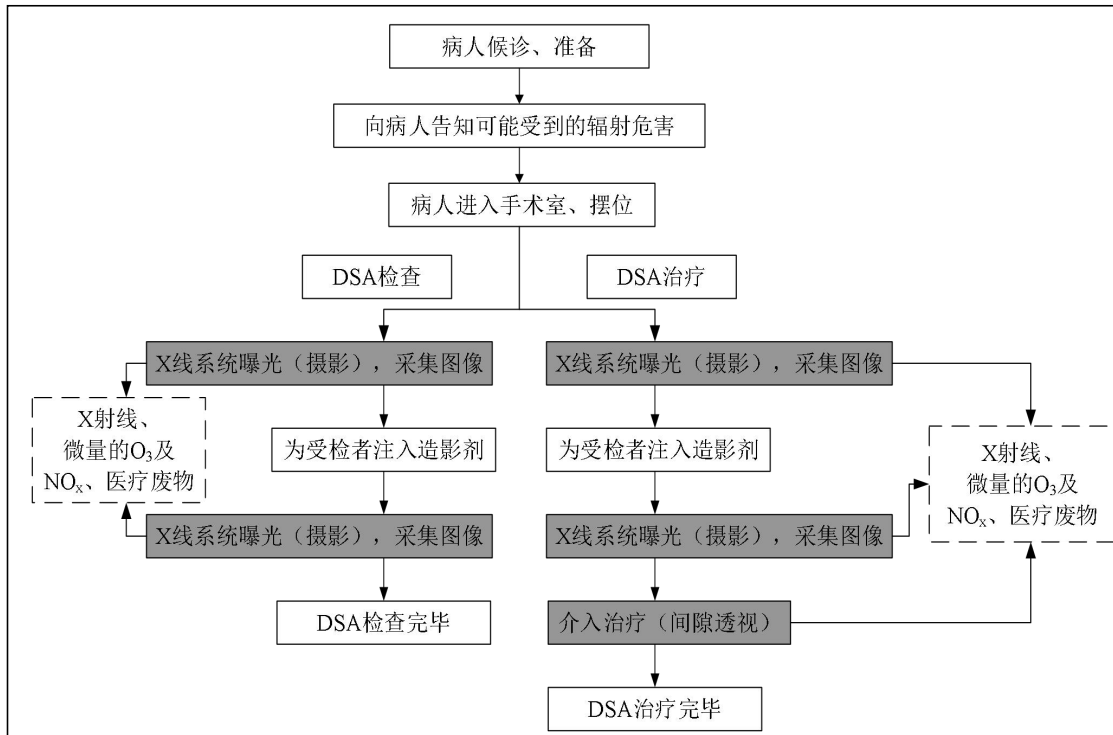 病人候诊、准备
向病人告知可能受到的辐射危害
病人进入手术室、摆位
DSA检查
DSA治疗
X线系统曝光（摄影），采集图像
X线系统曝光（摄影），采集图像
X射线、
微量的O₃及
NOₓ、医疗废物
为受检者注入造影剂
为受检者注入造影剂
X射线、
微量的O₃及
NOₓ、医疗废物
X线系统曝光（摄影），采集图像
X线系统曝光（摄影），采集图像
DSA检查完毕
介入治疗（间隙透视）
DSA治疗完毕